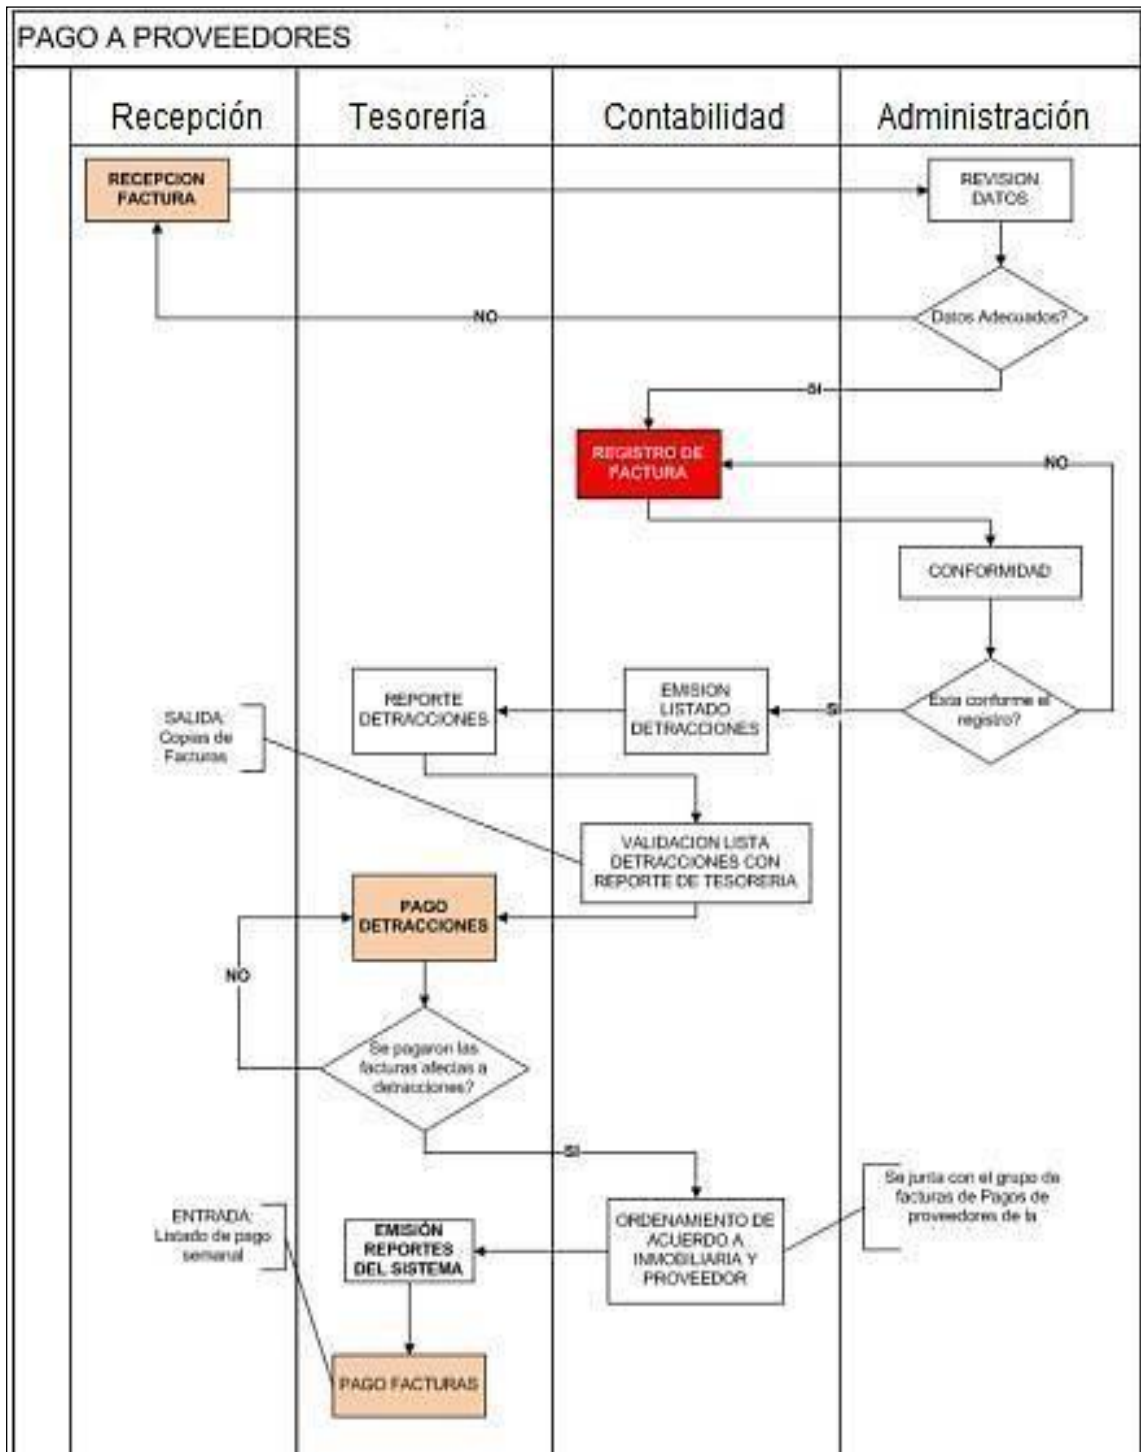 PAGO A PROVEEDORES
Recepción
Tesorería
Contabilidad
Administración
RECEPCION
FACTURA
REVISION
DATOS
Datos Adecuados?
NO
SI
REGISTRO DE
FACTURA
NO
CONFORMIDAD
Esta conforme el
registro?
SI
EMISION
LISTADO
DETRACCIONES
REPORTE
DETRACCIONES
SALIDA:
Copias de
Facturas
VALIDACION LISTA
DETRACCIONES CON
REPORTE DE TESORERIA
PAGO
DETRACCIONES
NO
Se pagaron las
facturas afectas a
detracciones?
SI
Se junta con el grupo de
facturas de Pagos de
proveedores de la
ORDENAMIENTO DE
ACUERDO A
INMOBILIARIA Y
PROVEEDOR
EMISIÓN
REPORTES
DEL SISTEMA
ENTRADA:
Listado de pago
semanal
PAGO FACTURAS